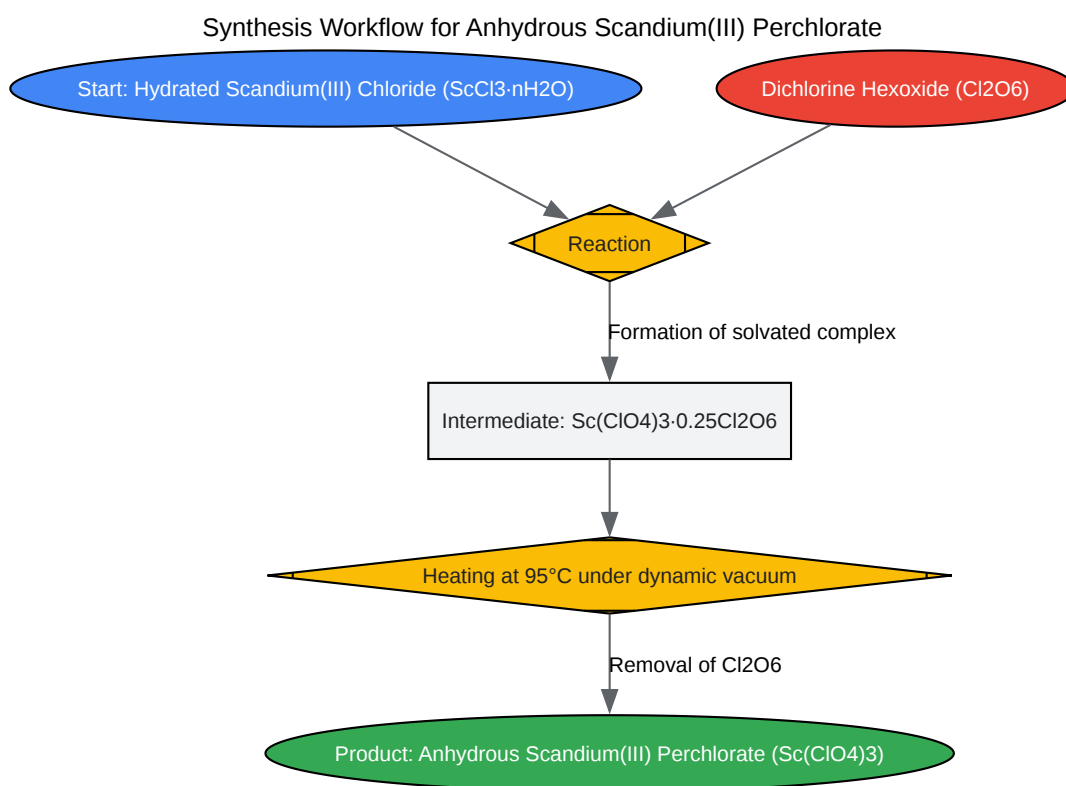 Synthesis Workflow for Anhydrous Scandium(III) Perchlorate
Start: Hydrated Scandium(III) Chloride (ScCl3·nH2O)
Dichlorine Hexoxide (Cl2O6)
Reaction
Formation of solvated complex
Intermediate: Sc(ClO4)3·0.25Cl2O6
Heating at 95°C under dynamic vacuum
Removal of Cl2O6
Product: Anhydrous Scandium(III) Perchlorate (Sc(ClO4)3)